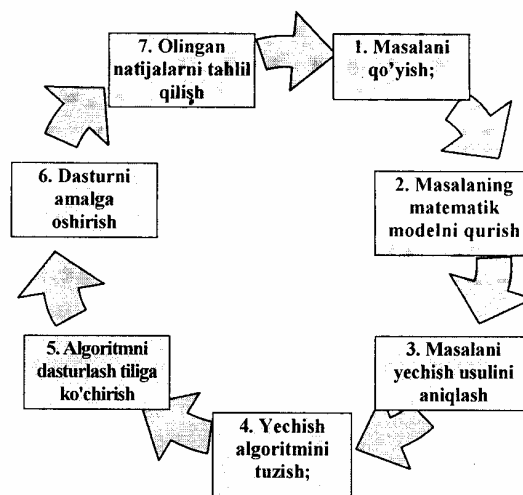 1. Masalani
qo'yish;
2. Masalaning
matematik
modelni qurish
3. Masalani
yechish usulini
aniqlash
4. Yechish
algoritmini
tuzish;
5. Algoritmni
dasturlash tiliga
ko'chirish
6. Dasturni
amalga
oshirish
7. Olingan
natijalarni tahlil
qilish